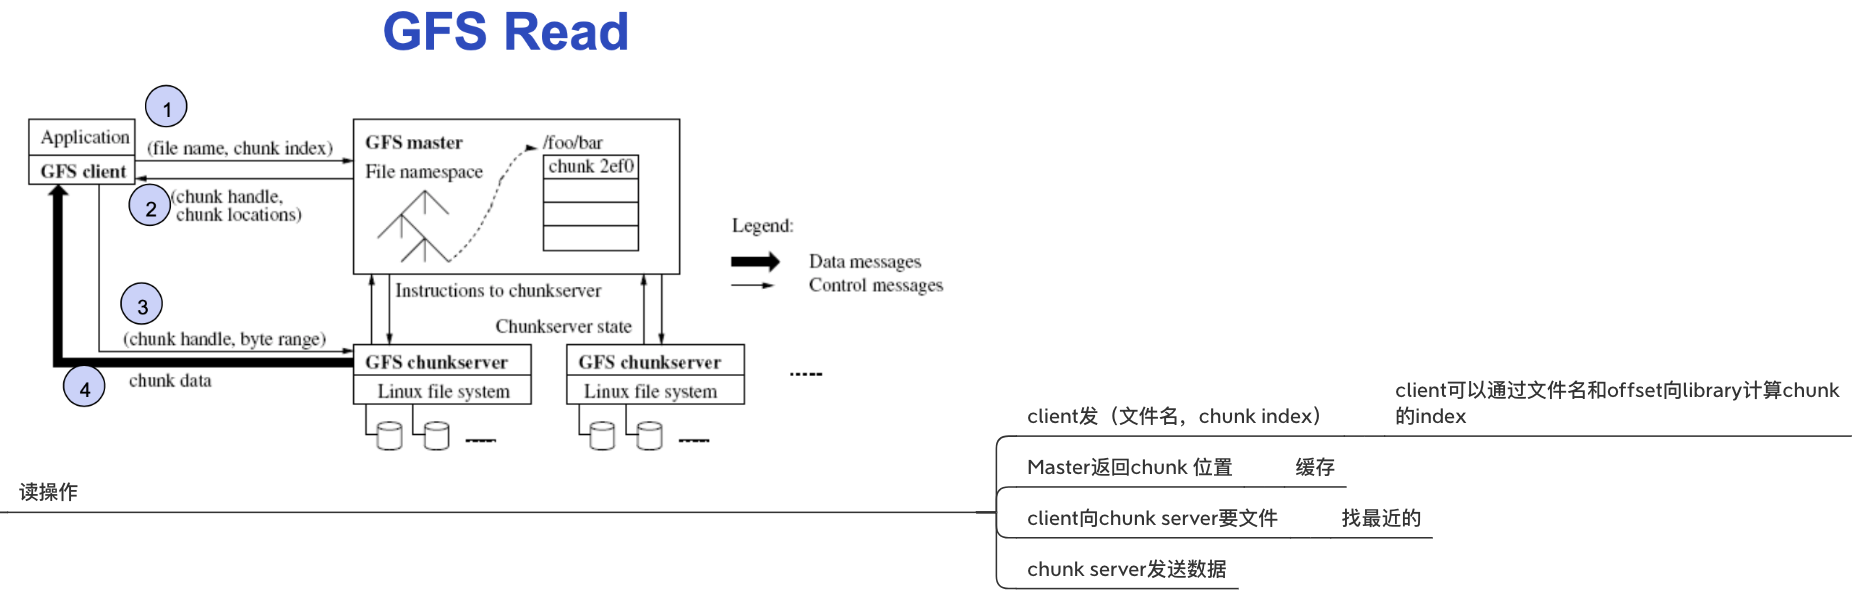 GFS Read
1
Application
(file name, chunk index)
GFS client
2
(chunk handle,
chunk locations)
GFS master
/foo/bar
File namespace
chunk 2ef0
Legend:
Data messages
Control messages
Instructions to chunkserver
Chunkserver state
3
(chunk handle, byte range)
GFS chunkserver
GFS chunkserver
4
chunk data
Linux file system
Linux file system
读操作
client发（文件名，chunk index）
client可以通过文件名和offset向library计算chunk
的index
Master返回chunk 位置
缓存
client向chunk server要文件
找最近的
chunk server发送数据